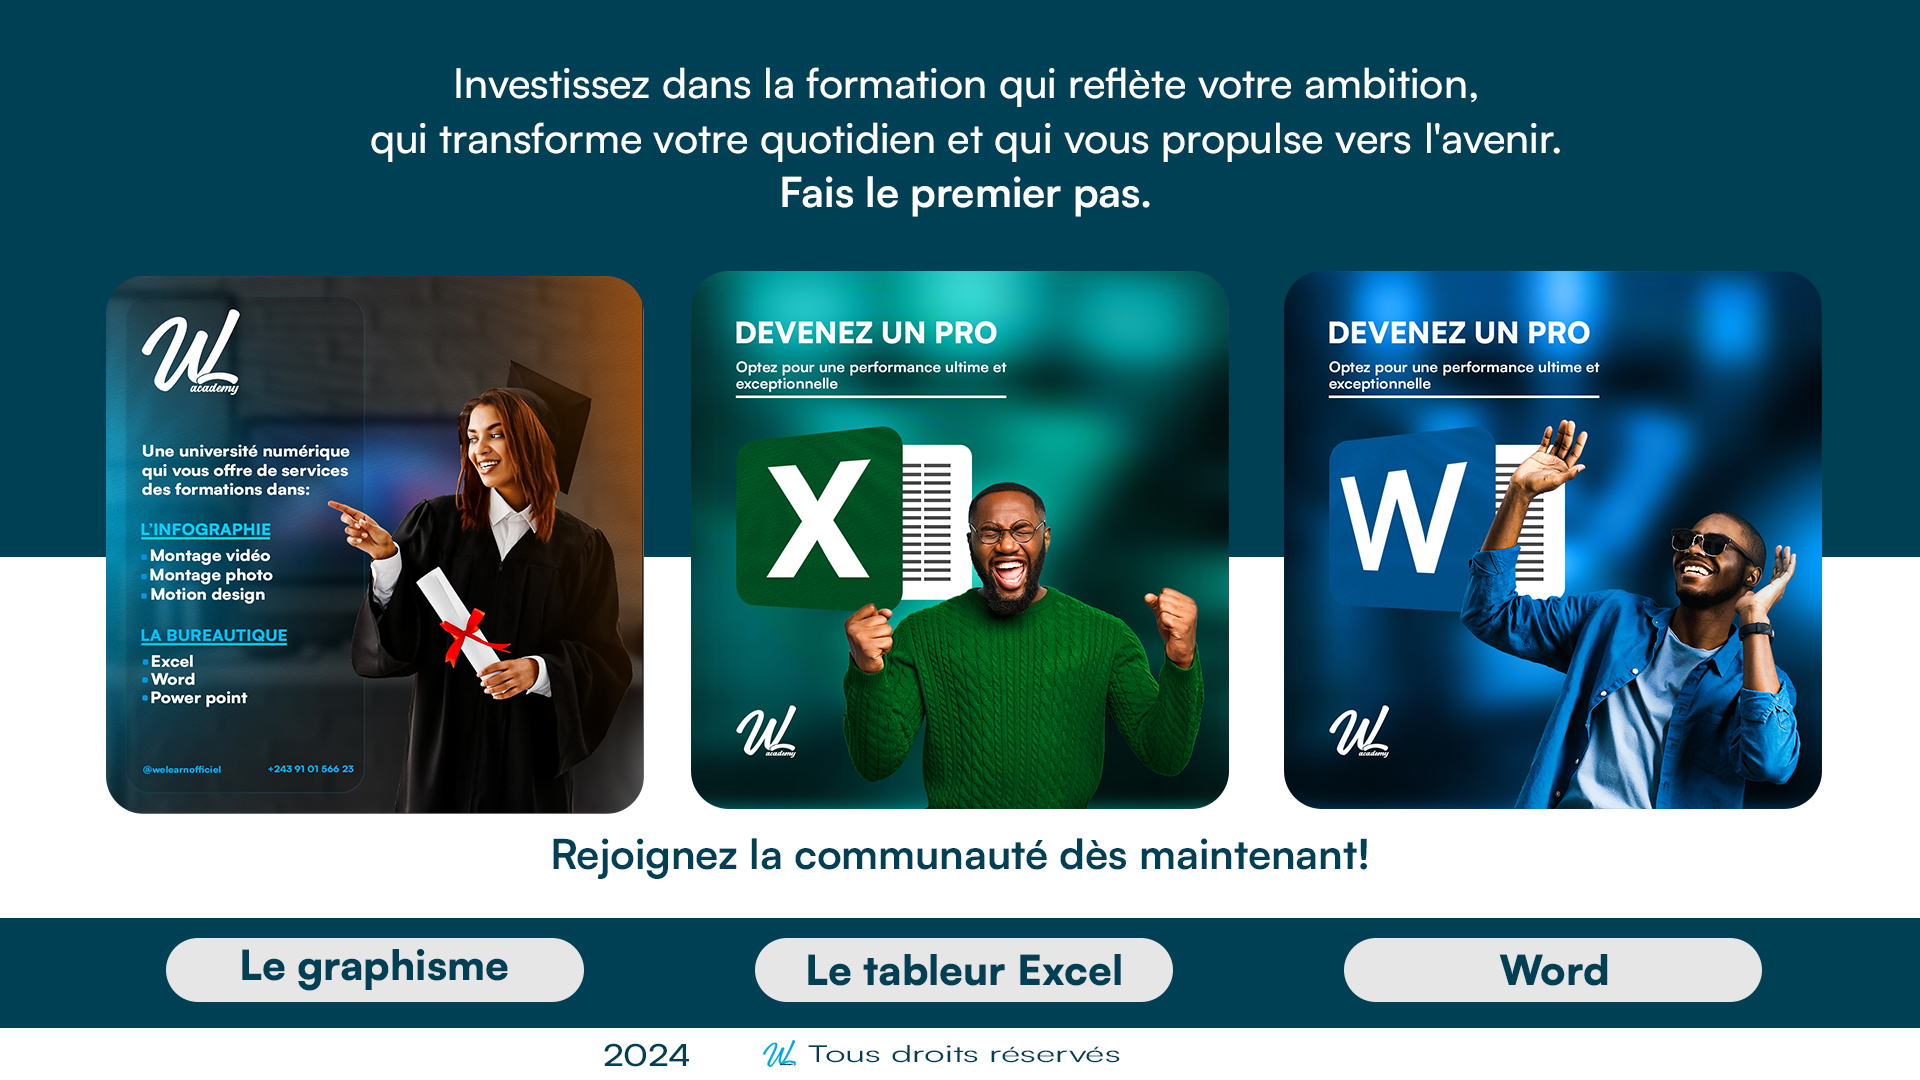 Investissez dans la formation qui reflète votre ambition,
qui transforme votre quotidien et qui vous propulse vers l'avenir.
Fais le premier pas.
WL
academy
Une université numérique
qui vous offre de services
des formations dans:
L'INFOGRAPHIE
Montage vidéo
Montage photo
Motion design
LA BUREAUTIQUE
Excel
Word
Power point
@welearnofficiel
+243 91 01 566 23
DEVENEZ UN PRO
Optez pour une performance ultime et
exceptionnelle
X
WL
academy
DEVENEZ UN PRO
Optez pour une performance ultime et
exceptionnelle
W
WL
academy
Rejoignez la communauté dès maintenant!
Le graphisme
Le tableur Excel
Word
2024
WL Tous droits réservés